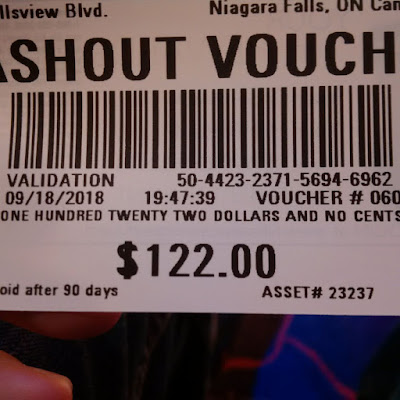 llsview Blvd. Niagara Falls, ON Can
ASHOUT VOUCH
VALIDATION 50-4423-2371-5694-6962
09/18/2018 19:47:39 VOUCHER # 060
ONE HUNDRED TWENTY TWO DOLLARS AND NO CENTS
$122.00
oid after 90 days ASSET# 23237